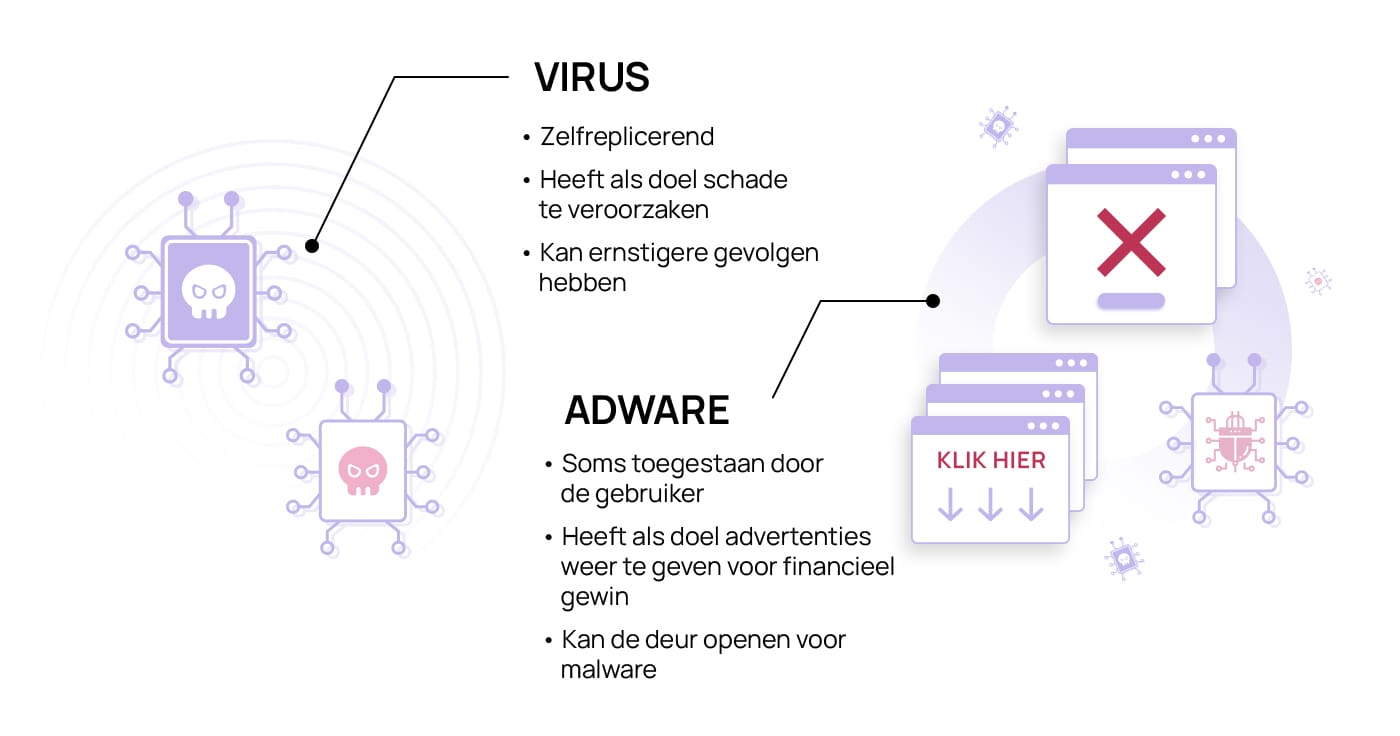 VIRUS
• Zelfreplicerend
• Heeft als doel schade
te veroorzaken
• Kan ernstigere gevolgen
hebben
ADWARE
• Soms toegestaan door
de gebruiker
• Heeft als doel advertenties
weer te geven voor financieel
gewin
• Kan de deur openen voor
malware
KLIK HIER